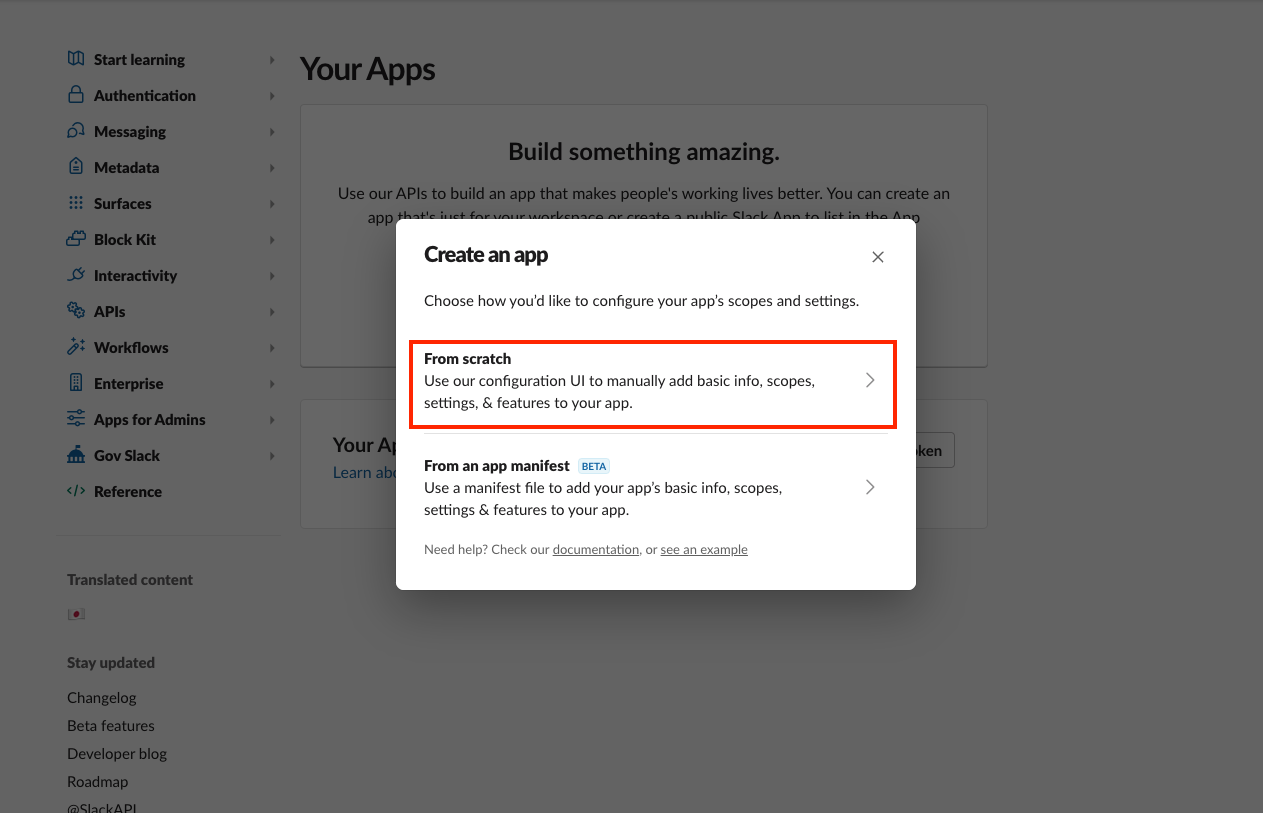 Start learning
Authentication
Messaging
Metadata
Surfaces
Block Kit
Interactivity
APIs
Workflows
Enterprise
Apps for Admins
Gov Slack
Reference
Translated content
Stay updated
Changelog
Beta features
Developer blog
Roadmap
@SlackAPI
Your Apps
Build something amazing.
Use our APIs to build an app that makes people's working lives better. You can create an
app that's just for your workspace or create a public Slack App to list in the App
Your Ap
Learn abo
oken
Create an app
Choose how you’d like to configure your app’s scopes and settings.
From scratch
Use our configuration UI to manually add basic info, scopes,
settings, & features to your app.
From an app manifest BETA
Use a manifest file to add your app’s basic info, scopes,
settings & features to your app.
Need help? Check our documentation, or see an example